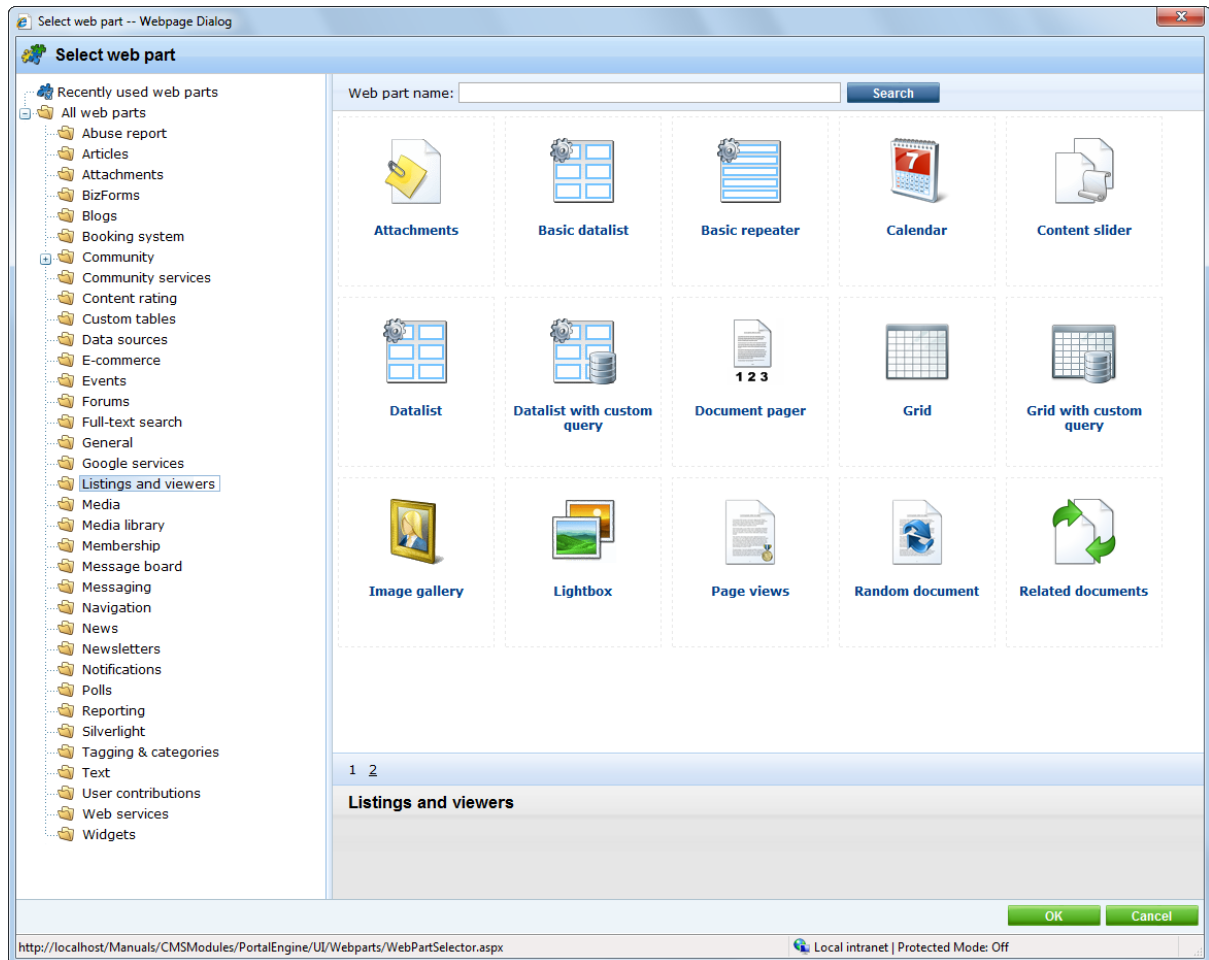 Select web part -- Webpage Dialog
x
Select web part
Recently used web parts
All web parts
Abuse report
Articles
Attachments
BizForms
Blogs
Booking system
Community
Community services
Content rating
Custom tables
Data sources
E-commerce
Events
Forums
Full-text search
General
Google services
Listings and viewers
Media
Media library
Membership
Message board
Messaging
Navigation
News
Newsletters
Notifications
Polls
Reporting
Silverlight
Tagging & categories
Text
User contributions
Web services
Widgets
Web part name:
Search
7
Attachments
Basic datalist
Basic repeater
Calendar
Content slider
1 2 3
Datalist
Datalist with custom
query
Document pager
Grid
Grid with custom
query
Image gallery
Lightbox
Page views
Random document
Related documents
1 2
Listings and viewers
OK
Cancel
http://localhost/Manuals/CMSModules/PortalEngine/UI/Webparts/WebPartSelector.aspx
Local intranet | Protected Mode: Off